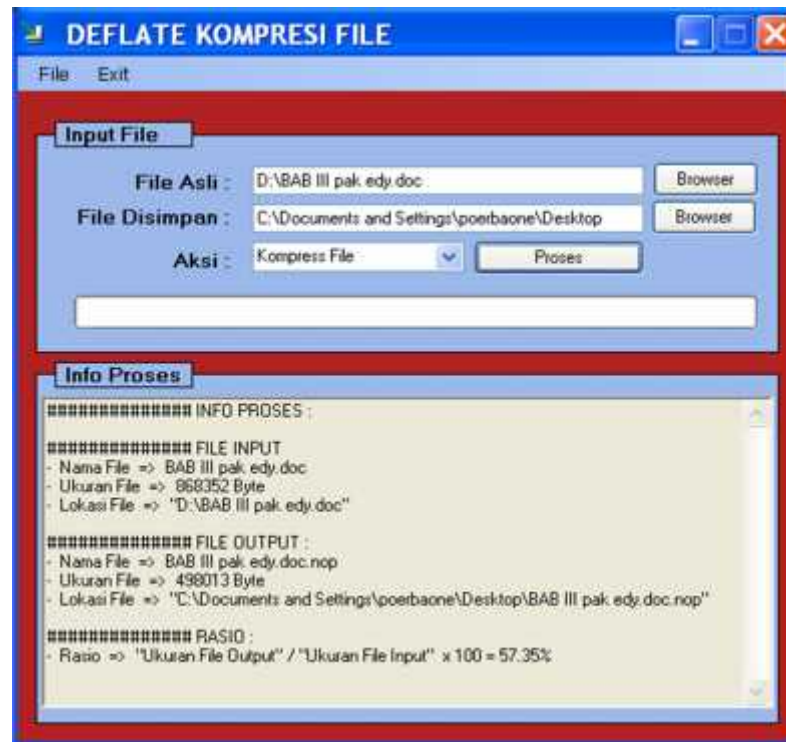 DEFLATE KOMPRESI FILE
File Exit
Input File
File Asli : D:\BAB III pak edy.doc Browser
File Disimpan : C:\Documents and Settings\poerbaone\Desktop Browser
Aksi : Kompress File Proses
Info Proses
############## INFO PROSES :
############## FILE INPUT
- Nama File => BAB III pak edy.doc
- Ukuran File => 868352 Byte
- Lokasi File => "D:\BAB III pak edy.doc"
############## FILE OUTPUT :
- Nama File => BAB III pak edy.doc.nop
- Ukuran File => 498013 Byte
- Lokasi File => "C:\Documents and Settings\poerbaone\Desktop\BAB III pak edy.doc.nop"
############## RASIO :
- Rasio => "Ukuran File Output" / "Ukuran File Input" x 100 = 57.35%